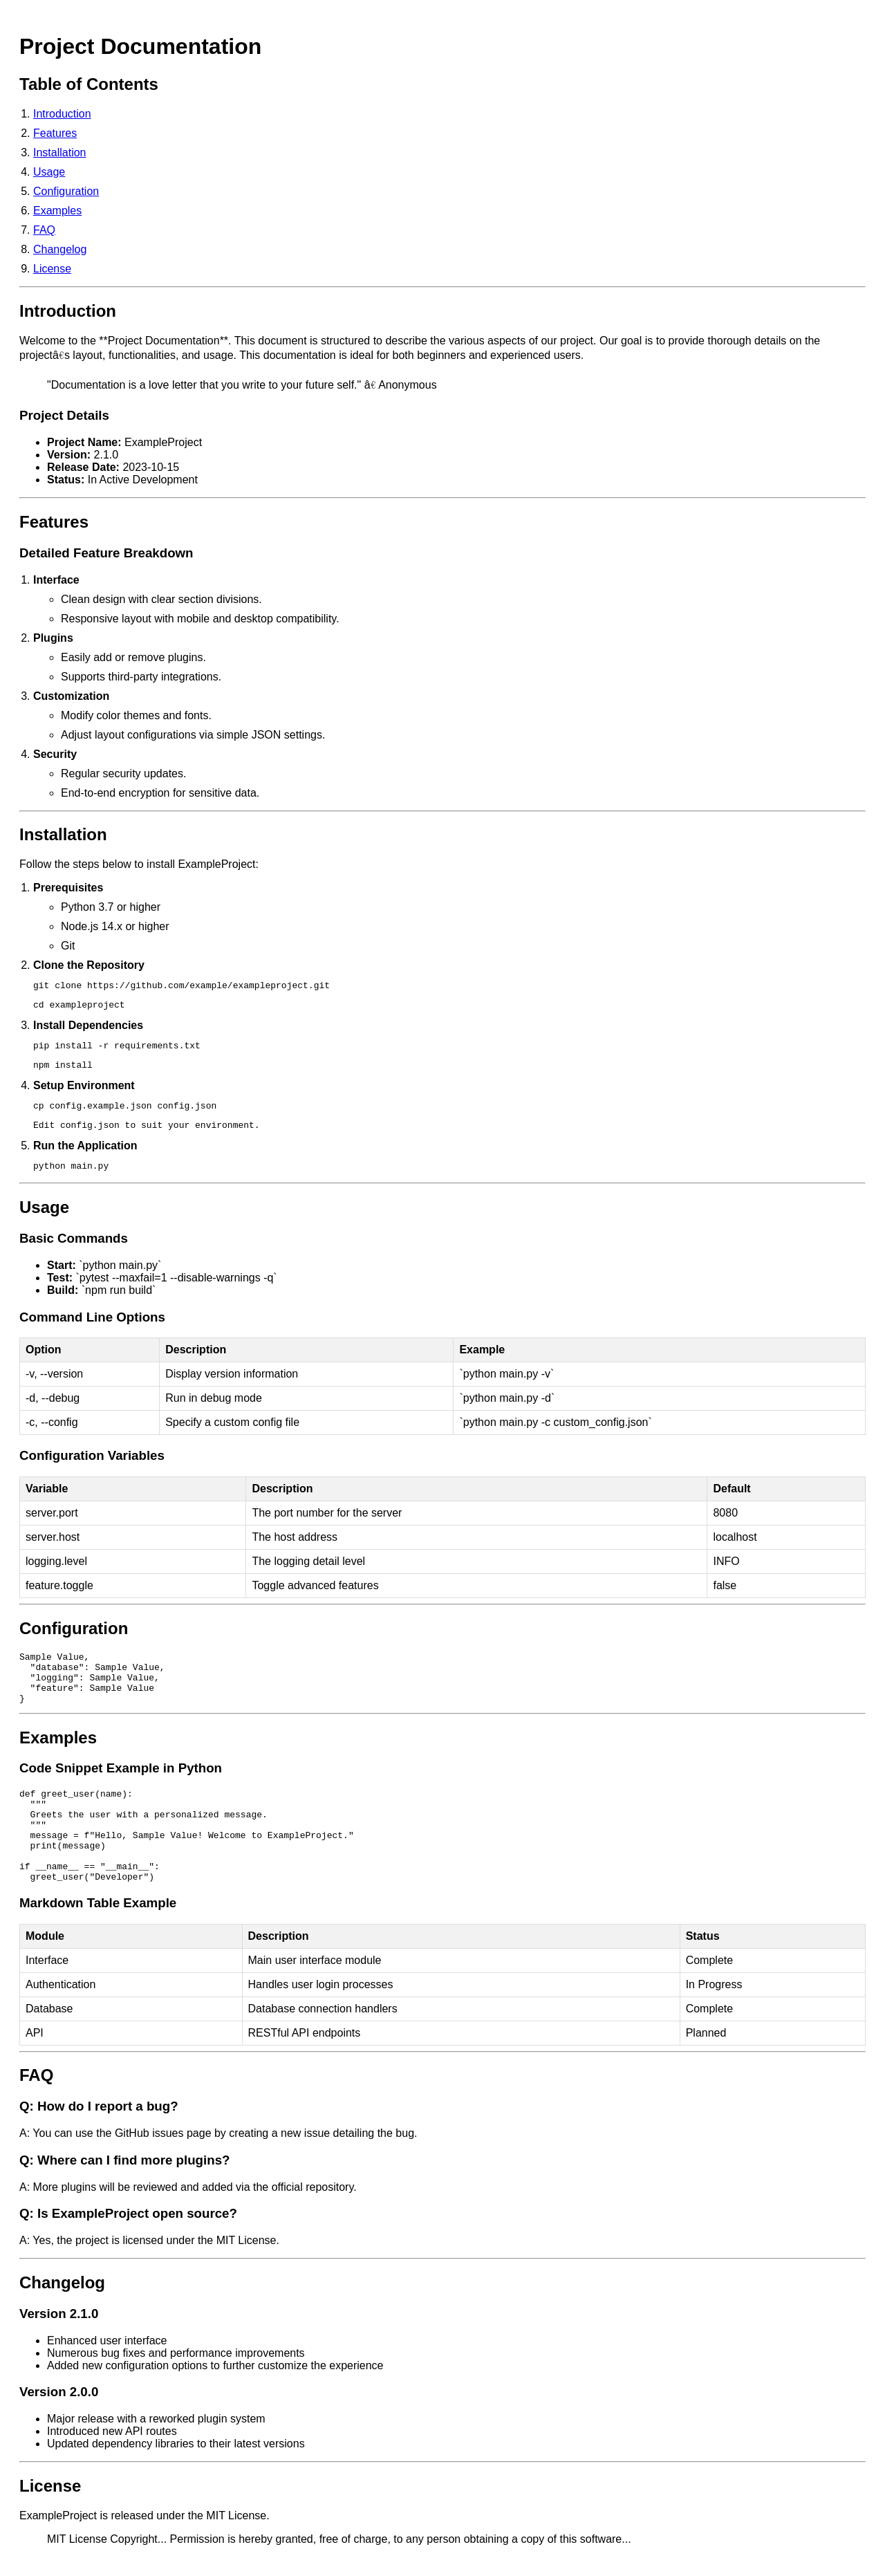 Project Documentation
Table of Contents
1. Introduction
2. Features
3. Installation
4. Usage
5. Configuration
6. Examples
7. FAQ
8. Changelog
9. License
Introduction
Welcome to the **Project Documentation**. This document is structured to describe the various aspects of our project. Our goal is to provide thorough details on the
projectâ€s layout, functionalities, and usage. This documentation is ideal for both beginners and experienced users.
"Documentation is a love letter that you write to your future self." â€ Anonymous
Project Details
• Project Name: ExampleProject
• Version: 2.1.0
• Release Date: 2023-10-15
• Status: In Active Development
Features
Detailed Feature Breakdown
1. Interface
◦ Clean design with clear section divisions.
◦ Responsive layout with mobile and desktop compatibility.
2. Plugins
◦ Easily add or remove plugins.
◦ Supports third-party integrations.
3. Customization
◦ Modify color themes and fonts.
◦ Adjust layout configurations via simple JSON settings.
4. Security
◦ Regular security updates.
◦ End-to-end encryption for sensitive data.
Installation
Follow the steps below to install ExampleProject:
1. Prerequisites
◦ Python 3.7 or higher
◦ Node.js 14.x or higher
◦ Git
2. Clone the Repository
git clone https://github.com/example/exampleproject.git
cd exampleproject
3. Install Dependencies
pip install -r requirements.txt
npm install
4. Setup Environment
cp config.example.json config.json
Edit config.json to suit your environment.
5. Run the Application
python main.py
Usage
Basic Commands
• Start: `python main.py`
• Test: `pytest --maxfail=1 --disable-warnings -q`
• Build: `npm run build`
Command Line Options
Option Description Example
-v, --version Display version information `python main.py -v`
-d, --debug Run in debug mode `python main.py -d`
-c, --config Specify a custom config file `python main.py -c custom_config.json`
Configuration Variables
Variable Description Default
server.port The port number for the server 8080
server.host The host address localhost
logging.level The logging detail level INFO
feature.toggle Toggle advanced features false
Configuration
Sample Value,
  "database": Sample Value,
  "logging": Sample Value,
  "feature": Sample Value
}
Examples
Code Snippet Example in Python
def greet_user(name):
  """
  Greets the user with a personalized message.
  """
  message = f"Hello, Sample Value! Welcome to ExampleProject."
  print(message)
if __name__ == "__main__":
  greet_user("Developer")
Markdown Table Example
Module Description Status
Interface Main user interface module Complete
Authentication Handles user login processes In Progress
Database Database connection handlers Complete
API RESTful API endpoints Planned
FAQ
Q: How do I report a bug?
A: You can use the GitHub issues page by creating a new issue detailing the bug.
Q: Where can I find more plugins?
A: More plugins will be reviewed and added via the official repository.
Q: Is ExampleProject open source?
A: Yes, the project is licensed under the MIT License.
Changelog
Version 2.1.0
• Enhanced user interface
• Numerous bug fixes and performance improvements
• Added new configuration options to further customize the experience
Version 2.0.0
• Major release with a reworked plugin system
• Introduced new API routes
• Updated dependency libraries to their latest versions
License
ExampleProject is released under the MIT License.
MIT License Copyright... Permission is hereby granted, free of charge, to any person obtaining a copy of this software...